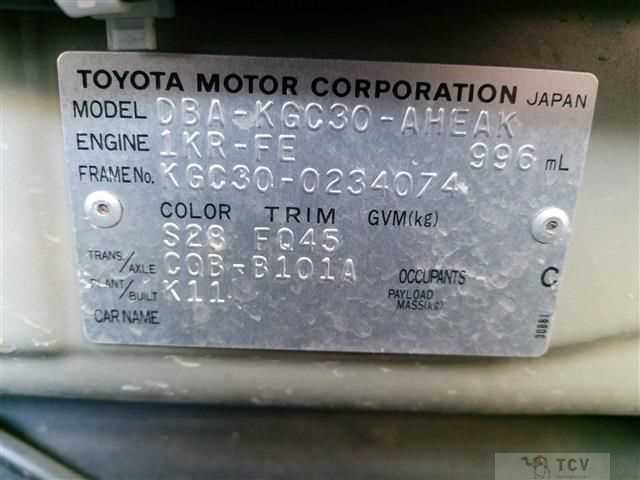 TOYOTA MOTOR CORPORATION JAPAN
MODEL DBA-KGC30-AHEAK
ENGINE 1KR-FE 996 mL
FRAME No. KGC30-0234074
COLOR TRIM GVM(kg)
S28 FQ45
TRANS./AXLE CQB-B101A OCCUPANTS C
PLANT/BUILT K11 PAYLOAD MASS(kg)
CAR NAME
TCV